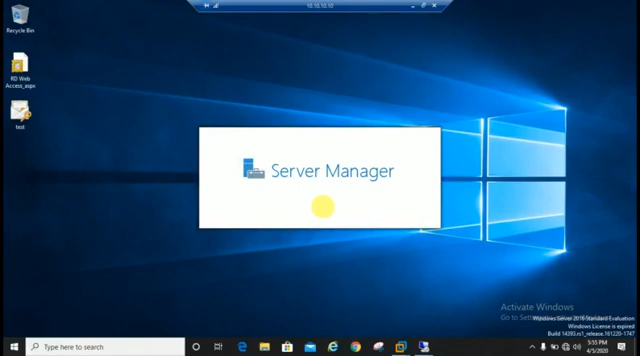 10.10.10.10
Recycle Bin
RD Web
Access_aspx
test
Server Manager
Activate Windows
Windows Server 2016 Standard Evaluation
Windows License is expired
Build 14393.rs1_release.161220-1747
Type here to search
5:55 PM
4/5/2020